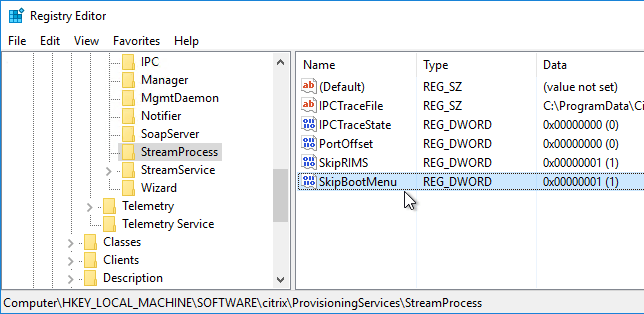 Registry Editor
File Edit View Favorites Help
IPC
Manager
MgmtDaemon
Notifier
SoapServer
StreamProcess
StreamService
Wizard
Telemetry
Telemetry Service
Classes
Clients
Description
Name Type Data
ab (Default) REG_SZ (value not set)
ab IPCTraceFile REG_SZ C:\ProgramData\Ci
IPCTraceState REG_DWORD 0x00000000 (0)
PortOffset REG_DWORD 0x00000000 (0)
SkipRIMS REG_DWORD 0x00000001 (1)
SkipBootMenu REG_DWORD 0x00000001 (1)
Computer\HKEY_LOCAL_MACHINE\SOFTWARE\citrix\ProvisioningServices\StreamProcess